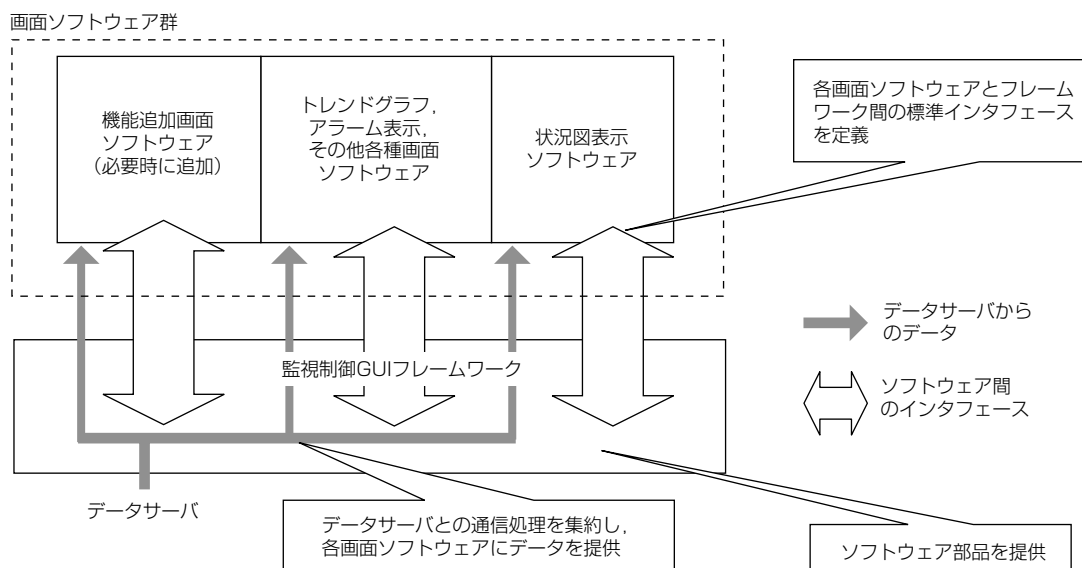 画面ソフトウェア群
機能追加画面
ソフトウェア
（必要時に追加）
トレンドグラフ，
アラーム表示，
その他各種画面
ソフトウェア
状況図表示
ソフトウェア
各画面ソフトウェアとフレーム
ワーク間の標準インタフェース
を定義
監視制御GUIフレームワーク
データサーバから
のデータ
ソフトウェア間
のインタフェース
データサーバ
データサーバとの通信処理を集約し，
各画面ソフトウェアにデータを提供
ソフトウェア部品を提供